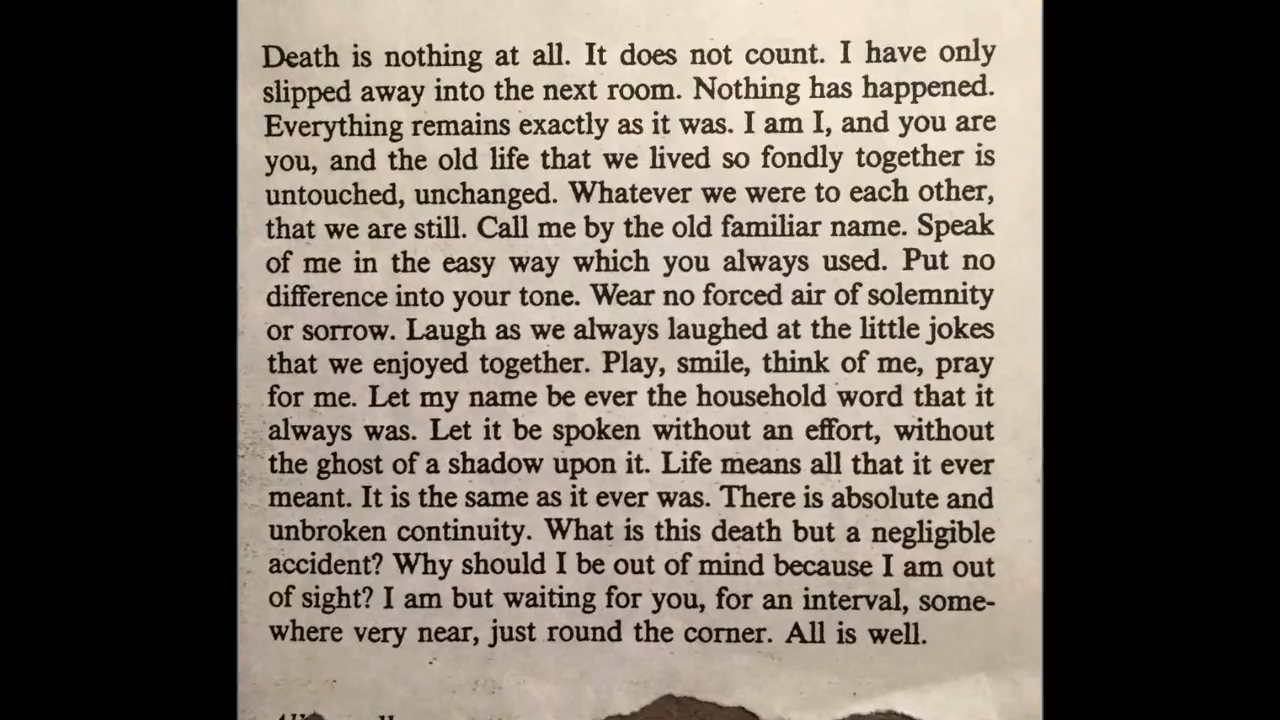 Death is nothing at all. It does not count. I have only
slipped away into the next room. Nothing has happened.
Everything remains exactly as it was. I am I, and you are
you, and the old life that we lived so fondly together is
untouched, unchanged. Whatever we were to each other,
that we are still. Call me by the old familiar name. Speak
of me in the easy way which you always used. Put no
difference into your tone. Wear no forced air of solemnity
or sorrow. Laugh as we always laughed at the little jokes
that we enjoyed together. Play, smile, think of me, pray
for me. Let my name be ever the household word that it
always was. Let it be spoken without an effort, without
the ghost of a shadow upon it. Life means all that it ever
meant. It is the same as it ever was. There is absolute and
unbroken continuity. What is this death but a negligible
accident? Why should I be out of mind because I am out
of sight? I am but waiting for you, for an interval, some-
where very near, just round the corner. All is well.